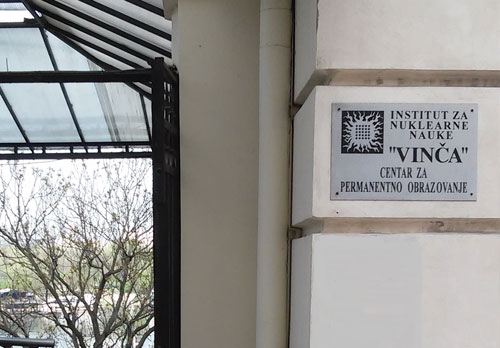 INSTITUT ZA
NUKLEARNE
NAUKE
"VINČA"
CENTAR ZA
PERMANENTNO OBRAZOVANJE